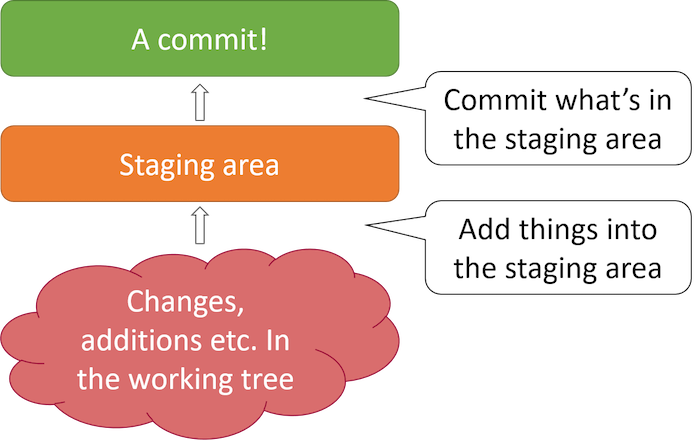 A commit!
Commit what's in
the staging area
Staging area
Add things into
the staging area
Changes,
additions etc. In
the working tree